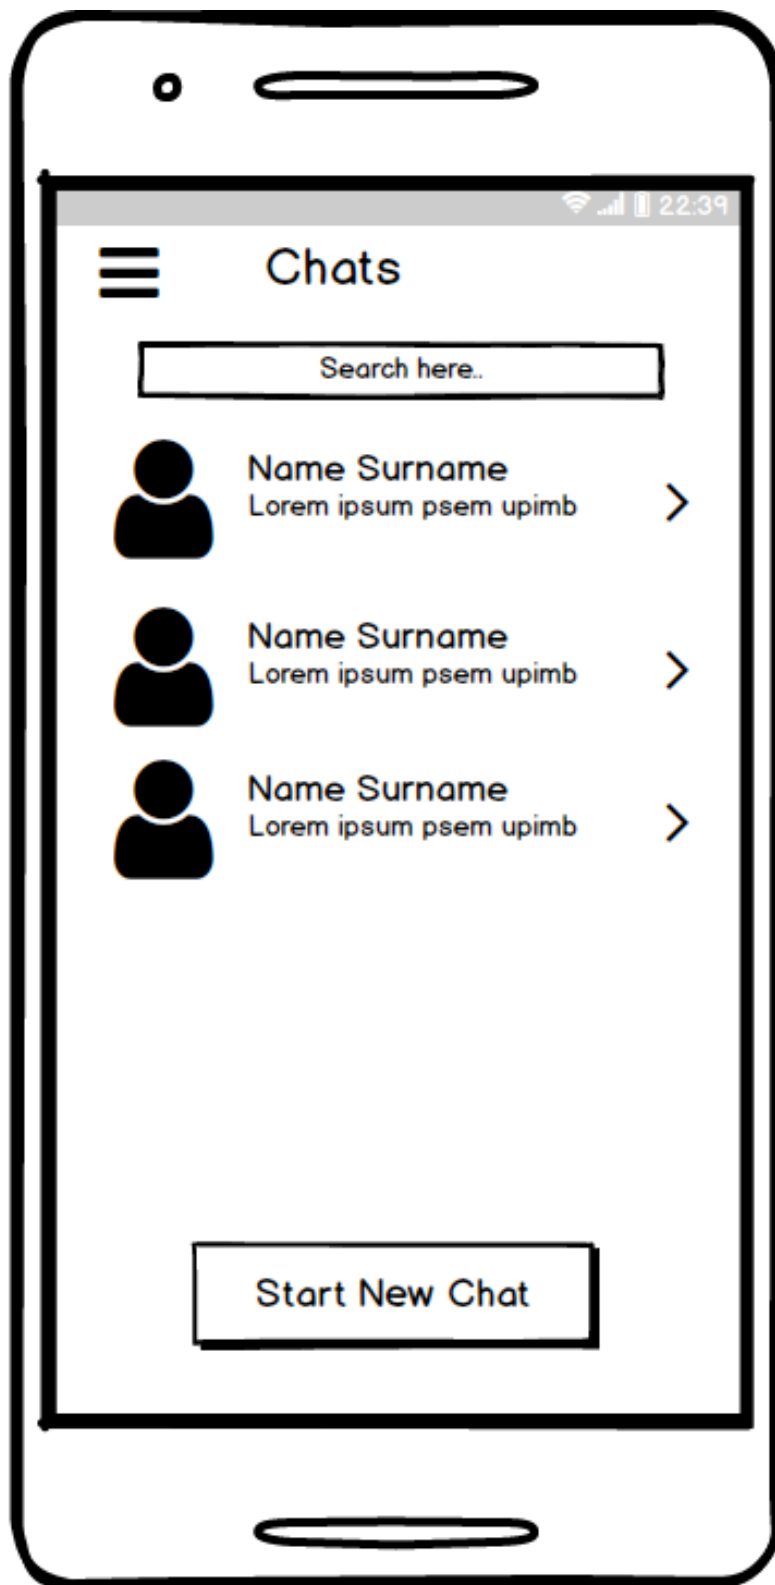 22:39
Chats
Search here..
Name Surname
Lorem ipsum psem upimb
Name Surname
Lorem ipsum psem upimb
Name Surname
Lorem ipsum psem upimb
Start New Chat